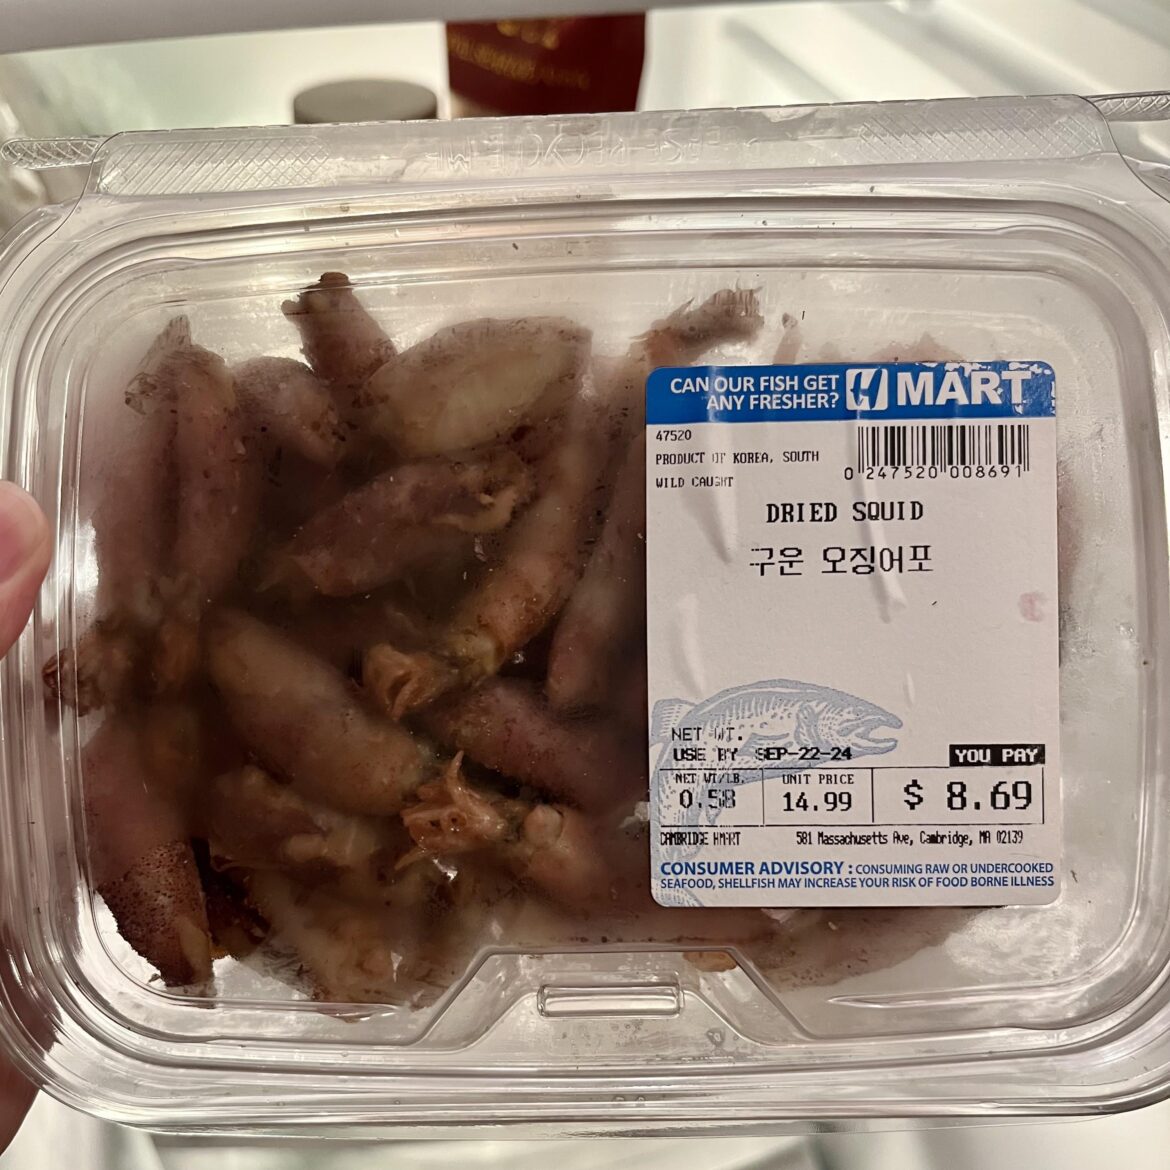 PLEASE RECYCLE ME
CAN OUR FISH GET
ANY FRESHER?
H MART
47520
PRODUCT OF KOREA, SOUTH
WILD CAUGHT
0 247520 008691
DRIED SQUID
구운 오징어포
NET WT.
USE BY SEP-22-24
YOU PAY
NET WT/LB.
0.58
UNIT PRICE
14.99
$ 8.69
CAMBRIDGE HMART 581 Massachusetts Ave, Cambridge, MA 02139
CONSUMER ADVISORY : CONSUMING RAW OR UNDERCOOKED
SEAFOOD, SHELLFISH MAY INCREASE YOUR RISK OF FOOD BORNE ILLNESS